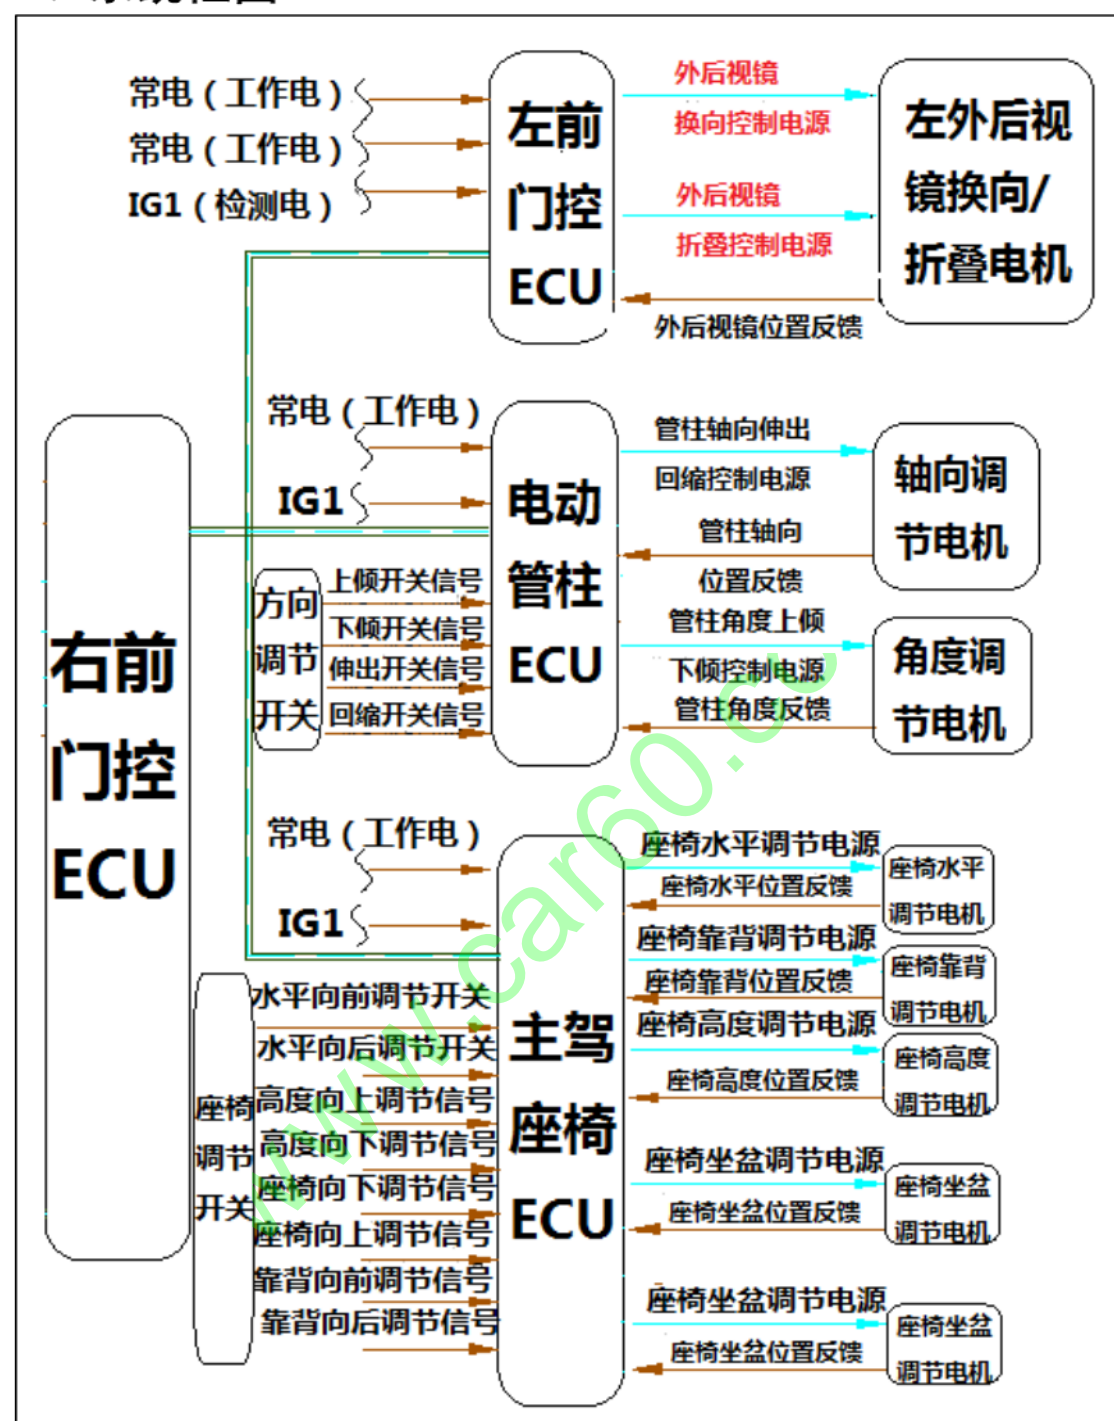 常电（工作电）
常电（工作电）
IG1（检测电）
左前
门控
ECU
外后视镜
换向控制电源
外后视镜
折叠控制电源
外后视镜位置反馈
左外后视
镜换向/
折叠电机
右前
门控
ECU
常电（工作电）
IG1
方向
调节
开关
上倾开关信号
下倾开关信号
伸出开关信号
回缩开关信号
电动
管柱
ECU
管柱轴向伸出
回缩控制电源
管柱轴向
位置反馈
管柱角度上倾
下倾控制电源
管柱角度反馈
轴向调
节电机
角度调
节电机
常电（工作电）
IG1
座椅
调节
开关
水平向前调节开关
水平向后调节开关
高度向上调节信号
高度向下调节信号
座椅向下调节信号
座椅向上调节信号
靠背向前调节信号
靠背向后调节信号
主驾
座椅
ECU
座椅水平调节电源
座椅水平位置反馈
座椅靠背调节电源
座椅靠背位置反馈
座椅高度调节电源
座椅高度位置反馈
座椅坐盆调节电源
座椅坐盆位置反馈
座椅坐盆调节电源
座椅坐盆位置反馈
座椅水平
调节电机
座椅靠背
调节电机
座椅高度
调节电机
座椅坐盆
调节电机
座椅坐盆
调节电机
www.car60.co